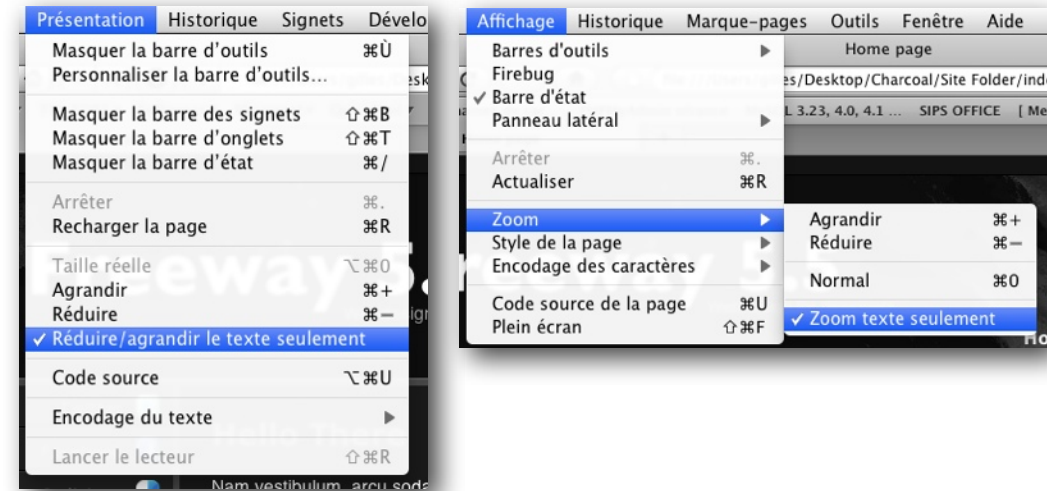 Présentation Historique Signets Dévelo
Masquer la barre d'outils ⌘Ù
Personnaliser la barre d'outils...
Masquer la barre des signets ⇧⌘B
Masquer la barre d'onglets ⇧⌘T
Masquer la barre d'état ⌘/
Arrêter ⌘.
Recharger la page ⌘R
Taille réelle ⌥⌘0
Agrandir ⌘+
Réduire ⌘−
✓ Réduire/agrandir le texte seulement
Code source ⌥⌘U
Encodage du texte ▶
Lancer le lecteur ⇧⌘R
Nam vestibulum, arcu soda
Affichage Historique Marque-pages Outils Fenêtre Aide
Home page
Barres d'outils ▶
Firebug
es/Desktop/Charcoal/Site Folder/ind
✓ Barre d'état
L 3.23, 4.0, 4.1 ... SIPS OFFICE [ Me
Panneau latéral ▶
Arrêter ⌘.
Actualiser ⌘R
Zoom ▶
Agrandir ⌘+
Style de la page ▶
Réduire ⌘−
Encodage des caractères ▶
Normal ⌘0
Code source de la page ⌘U
Plein écran ⇧⌘F
✓ Zoom texte seulement
Ho